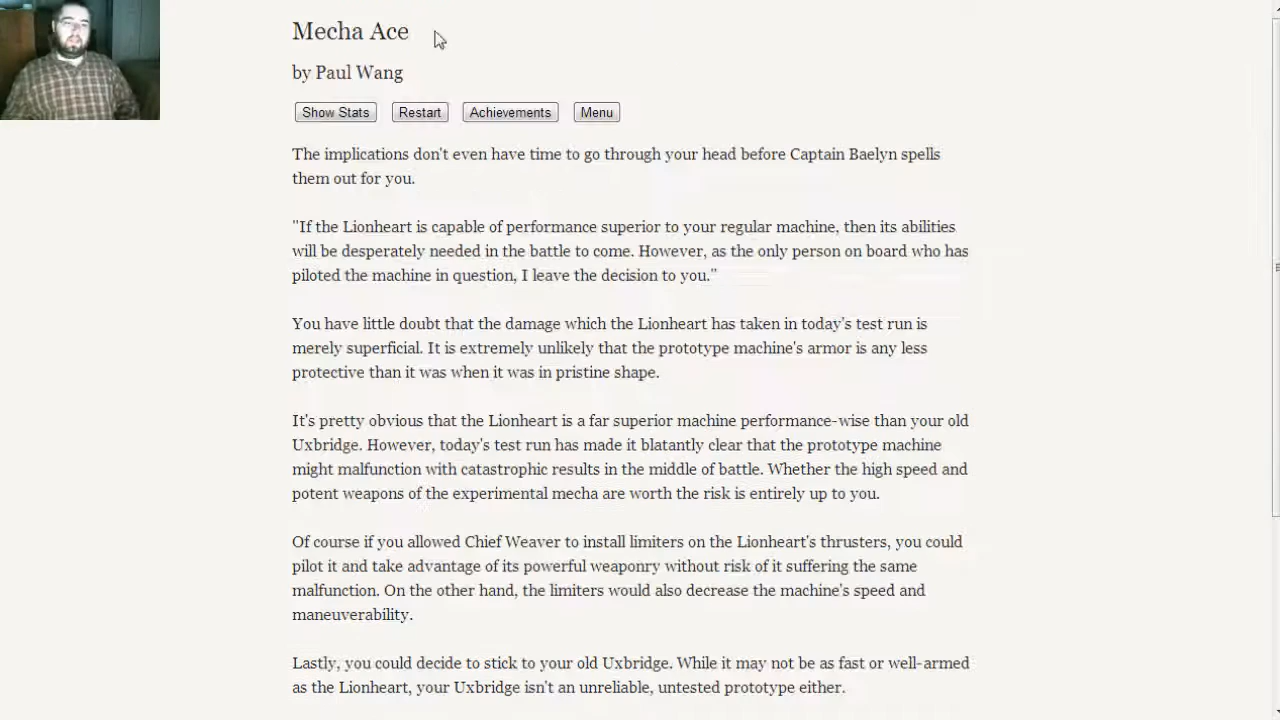 Mecha Ace
by Paul Wang
Show Stats Restart Achievements Menu
The implications don't even have time to go through your head before Captain Baelyn spells
them out for you.
"If the Lionheart is capable of performance superior to your regular machine, then its abilities
will be desperately needed in the battle to come. However, as the only person on board who has
piloted the machine in question, I leave the decision to you."
You have little doubt that the damage which the Lionheart has taken in today's test run is
merely superficial. It is extremely unlikely that the prototype machine's armor is any less
protective than it was when it was in pristine shape.
It's pretty obvious that the Lionheart is a far superior machine performance-wise than your old
Uxbridge. However, today's test run has made it blatantly clear that the prototype machine
might malfunction with catastrophic results in the middle of battle. Whether the high speed and
potent weapons of the experimental mecha are worth the risk is entirely up to you.
Of course if you allowed Chief Weaver to install limiters on the Lionheart's thrusters, you could
pilot it and take advantage of its powerful weaponry without risk of it suffering the same
malfunction. On the other hand, the limiters would also decrease the machine's speed and
maneuverability.
Lastly, you could decide to stick to your old Uxbridge. While it may not be as fast or well-armed
as the Lionheart, your Uxbridge isn't an unreliable, untested prototype either.